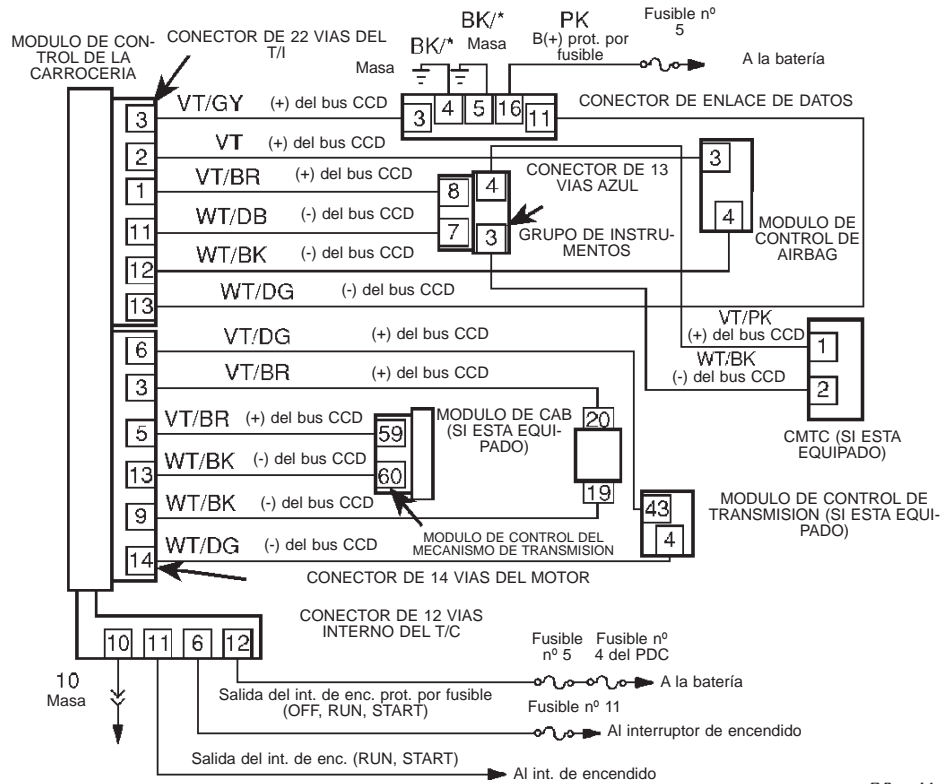 MODULO DE CON-
TROL DE LA
CARROCERIA
CONECTOR DE 22 VIAS DEL
T/I
BK/*
Masa
BK/*
Masa
PK
B(+) prot. por
fusible
Fusible nº
5
A la batería
3
VT/GY (+) del bus CCD
3
4
5
16
11
CONECTOR DE ENLACE DE DATOS
2
VT (+) del bus CCD
3
4
MODULO DE
CONTROL DE
AIRBAG
1
VT/BR (+) del bus CCD
8
4
CONECTOR DE 13
VIAS AZUL
11
WT/DB (-) del bus CCD
7
3
GRUPO DE INSTRU-
MENTOS
12
WT/BK (-) del bus CCD
13
WT/DG (-) del bus CCD
VT/PK
(+) del bus CCD
1
WT/BK
(-) del bus CCD
2
CMTC (SI ESTA
EQUIPADO)
6
VT/DG (+) del bus CCD
3
VT/BR (+) del bus CCD
5
VT/BR (+) del bus CCD
59
MODULO DE CAB
(SI ESTA EQUI-
PADO)
20
13
WT/BK (-) del bus CCD
60
19
9
WT/BK (-) del bus CCD
MODULO DE CONTROL DEL
MECANISMO DE TRANSMISION
43
4
MODULO DE CONTROL DE
TRANSMISION (SI ESTA EQUI-
PADO)
14
WT/DG (-) del bus CCD
CONECTOR DE 14 VIAS DEL MOTOR
CONECTOR DE 12 VIAS
INTERNO DEL T/C
10
11
6
12
10
Masa
Salida del int. de enc. prot. por fusible
(OFF, RUN, START)
Fusible
nº 5
Fusible nº
4 del PDC
A la batería
Fusible nº 11
Al interruptor de encendido
Salida del int. de enc. (RUN, START)
Al int. de encendido